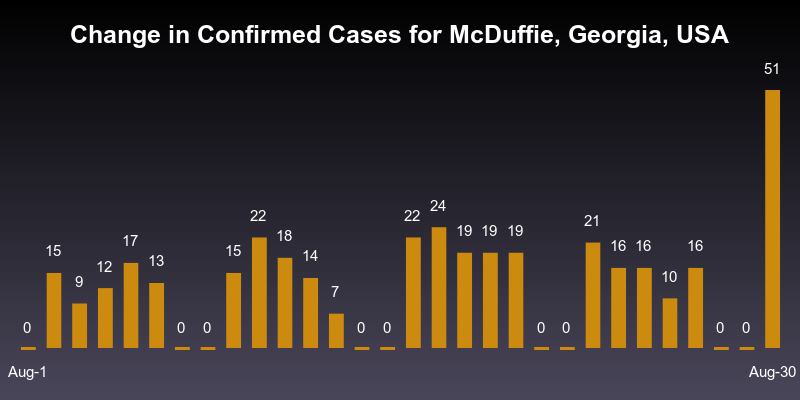 Change in Confirmed Cases for McDuffie, Georgia, USA
0 15 9 12 17 13 0 0 15 22 18 14 7 0 0 22 24 19 19 19 0 0 21 16 16 10 16 0 0 51
Aug-1 Aug-30